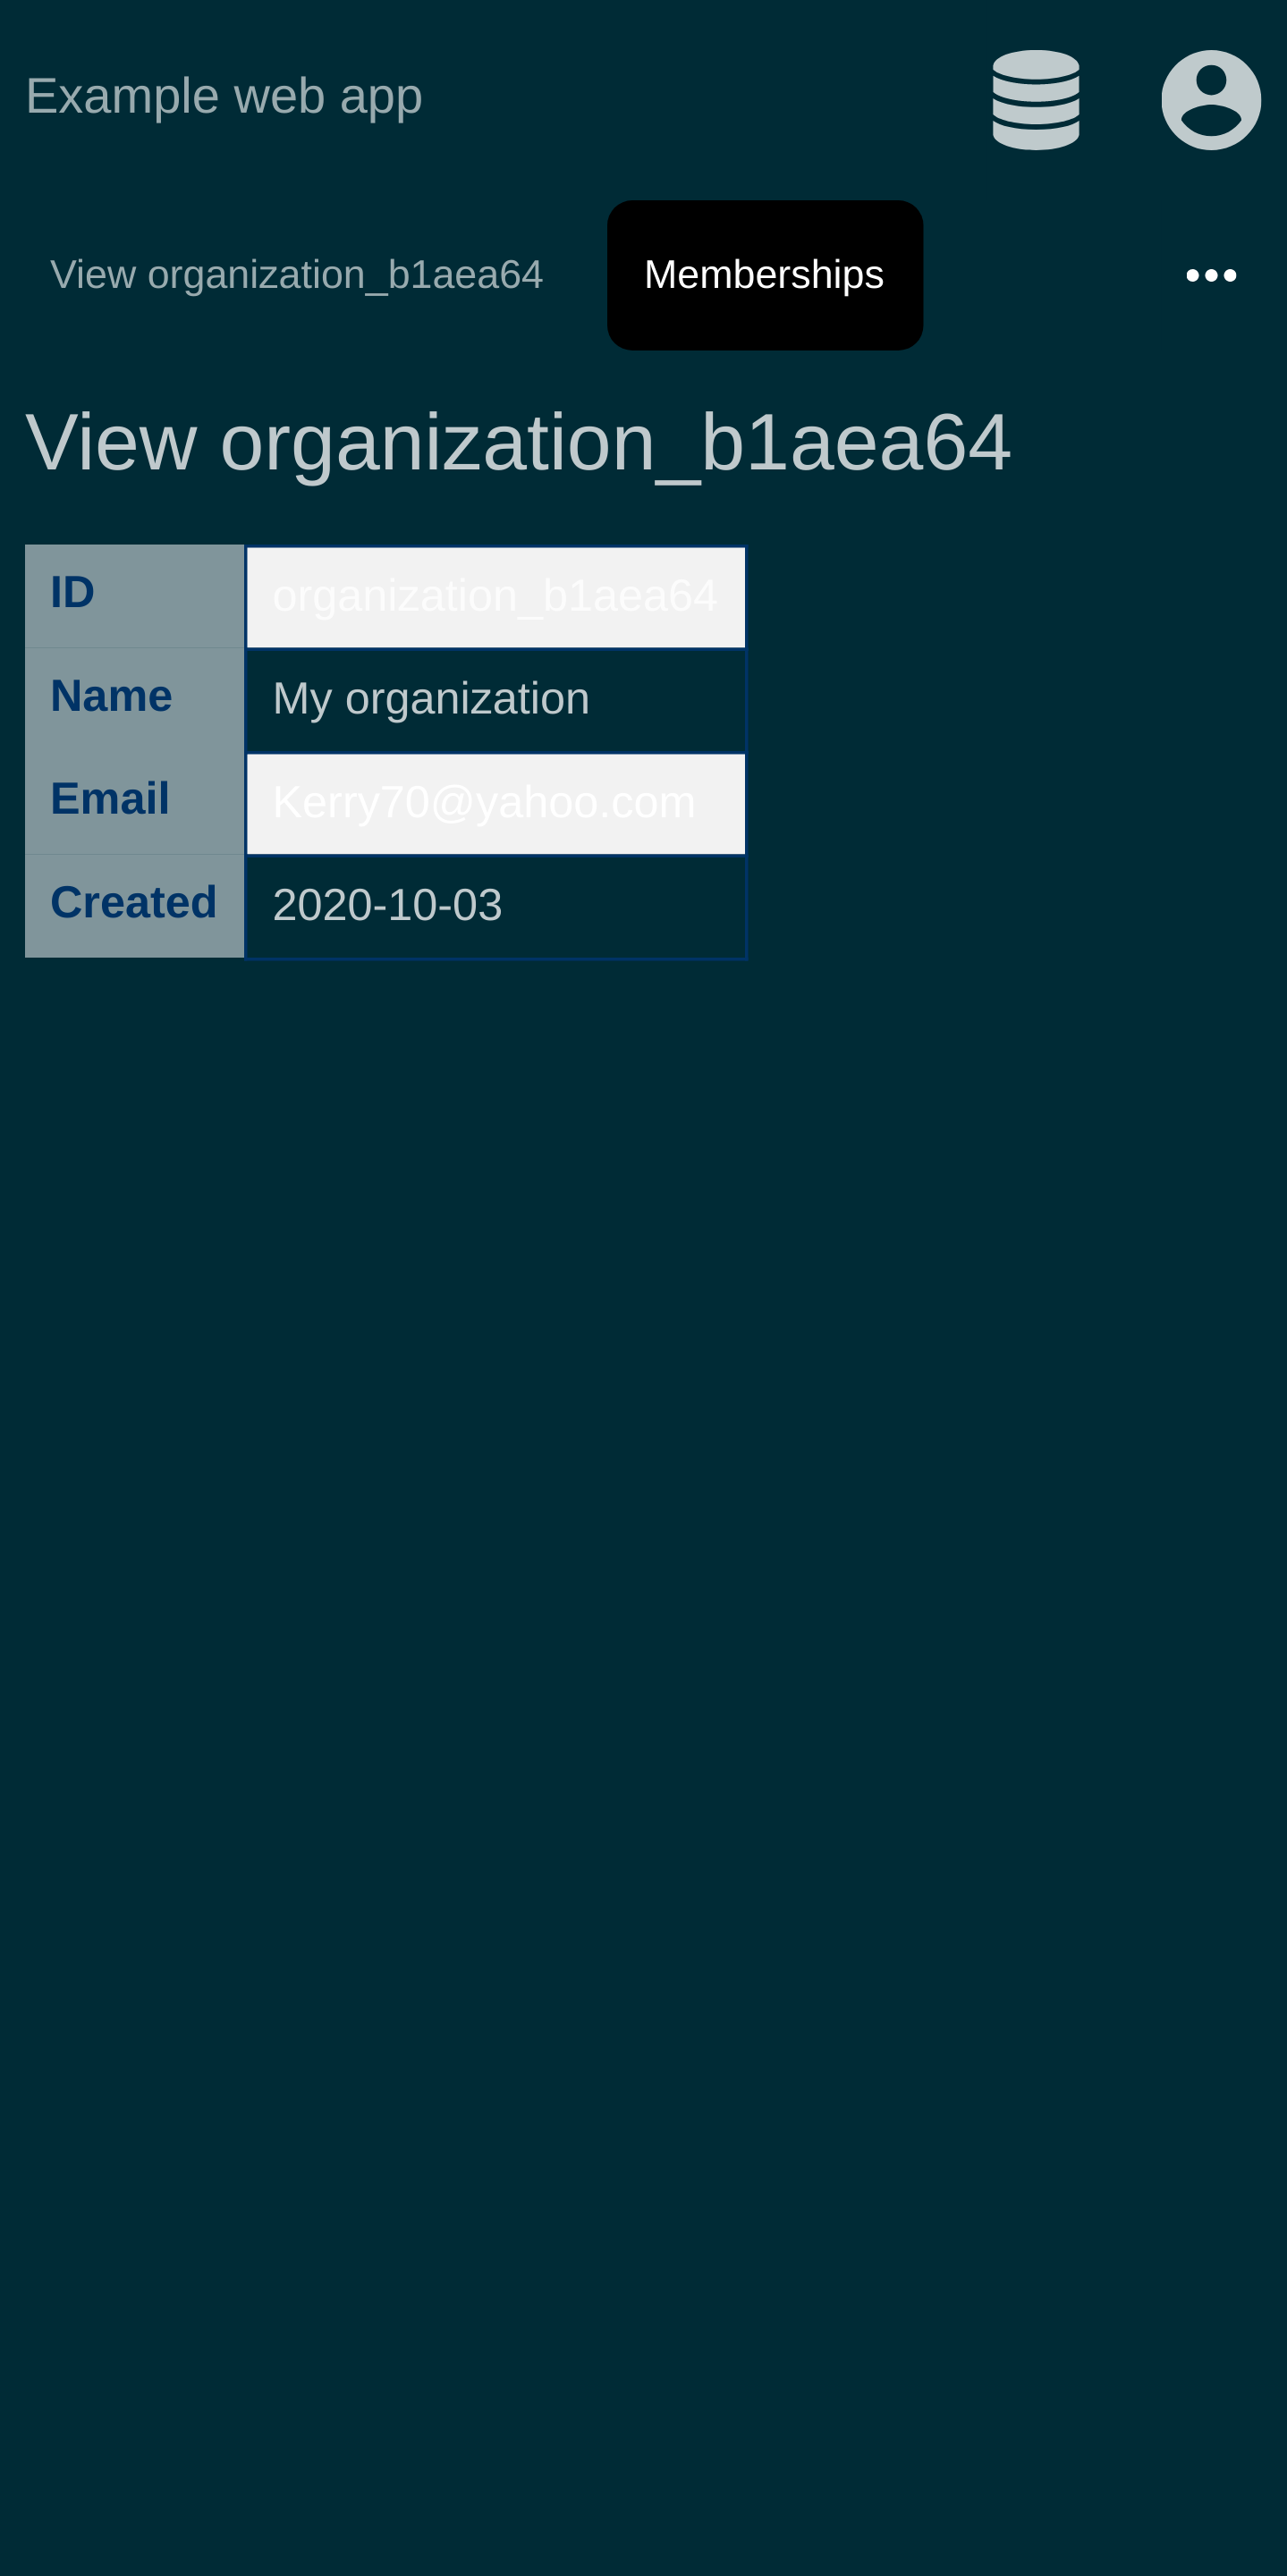 Example web app
View organization_b1aea64
Memberships
View organization_b1aea64
ID organization_b1aea64
Name My organization
Email Kerry70@yahoo.com
Created 2020-10-03